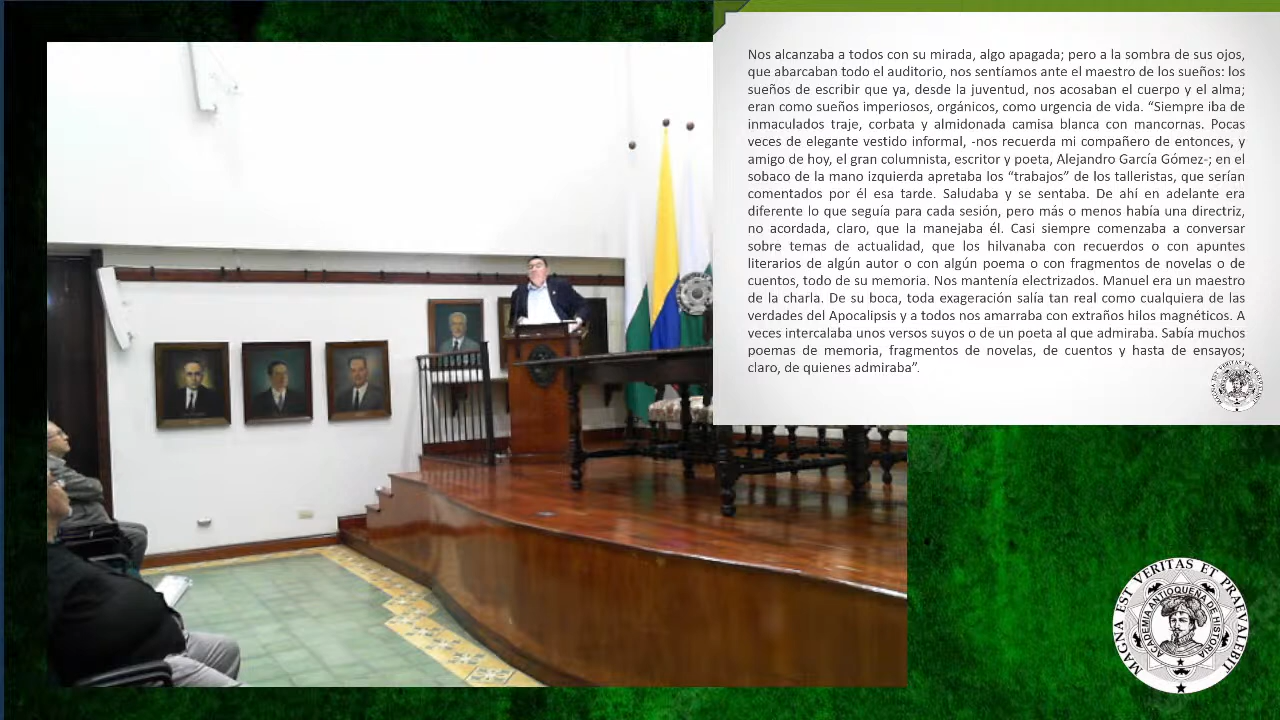 Nos alcanzaba a todos con su mirada, algo apagada; pero a la sombra de sus ojos,
que abarcaban todo el auditorio, nos sentíamos ante el maestro de los sueños: los
sueños de escribir que ya, desde la juventud, nos acosaban el cuerpo y el alma;
eran como sueños imperiosos, orgánicos, como urgencia de vida. “Siempre iba de
inmaculados traje, corbata y almidonada camisa blanca con mancornas. Pocas
veces de elegante vestido informal, -nos recuerda mi compañero de entonces, y
amigo de hoy, el gran columnista, escritor y poeta, Alejandro García Gómez-; en el
sobaco de la mano izquierda apretaba los “trabajos” de los talleristas, que serían
comentados por él esa tarde. Saludaba y se sentaba. De ahí en adelante era
diferente lo que seguía para cada sesión, pero más o menos había una directriz,
no acordada, claro, que la manejaba él. Casi siempre comenzaba a conversar
sobre temas de actualidad, que los hilvanaba con recuerdos o con apuntes
literarios de algún autor o con algún poema o con fragmentos de novelas o
cuentos, todo de su memoria. Nos mantenía electrizados. Manuel era un maestro
de la charla. De su boca, toda exageración salía tan real como cualquiera de las
verdades del Apocalipsis y a todos nos amarraba con extraños hilos magnéticos. A
veces intercalaba unos versos suyos o de un poeta al que admiraba. Sabía muchos
poemas de memoria, fragmentos de novelas, de cuentos y hasta de ensayos;
claro, de quienes admiraba”.
MAGNA EST VERITAS ET PRAEVALEBIT
ACADEMIA ANTIOQUEÑA DE HISTORIA